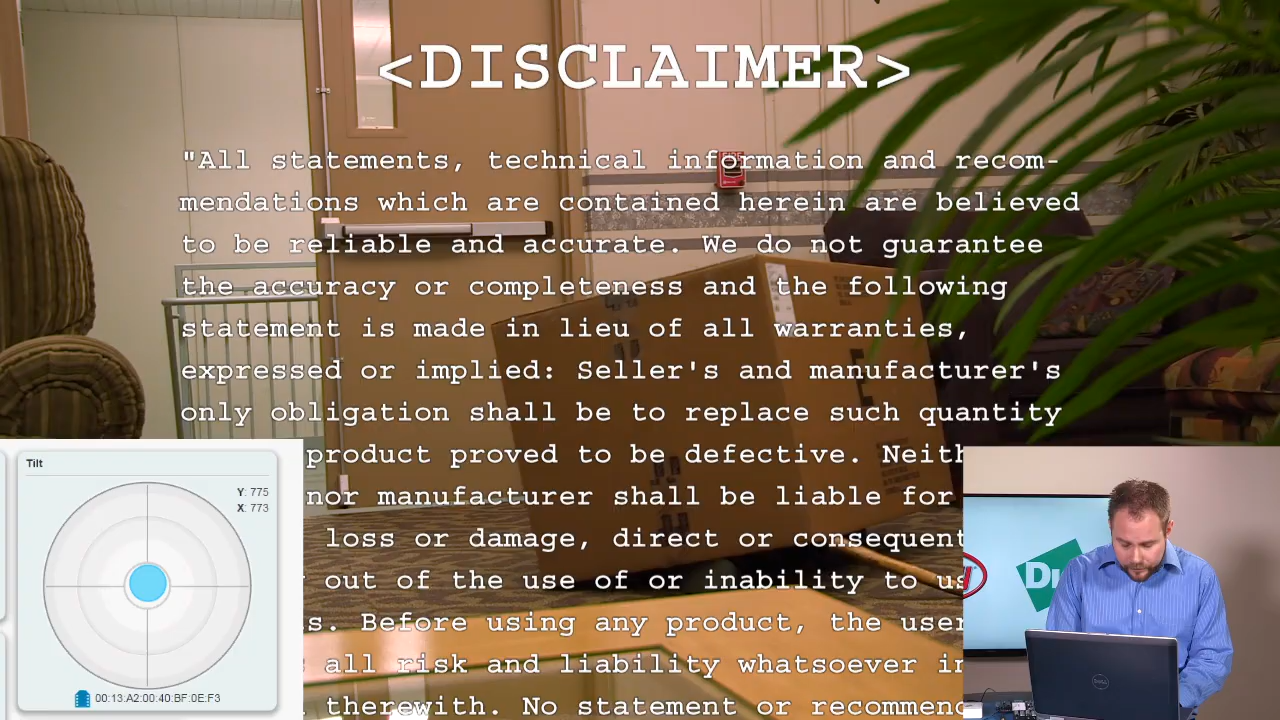 <DISCLAIMER>
"All statements, technical information and recom-
mendations which are contained herein are believed
to be reliable and accurate. We do not guarantee
the accuracy or completeness and the following
statement is made in lieu of all warranties,
expressed or implied: Seller's and manufacturer's
only obligation shall be to replace such quantity
product proved to be defective. Neith
nor manufacturer shall be liable for
loss or damage, direct or consequent
out of the use of or inability to us
s. Before using any product, the user
all risk and liability whatsoever in
therewith. No statement or recommend
Tilt
Y: 775
X: 773
00:13:A2:00:40:BF:0E:F3
FIRE
Di
DELL